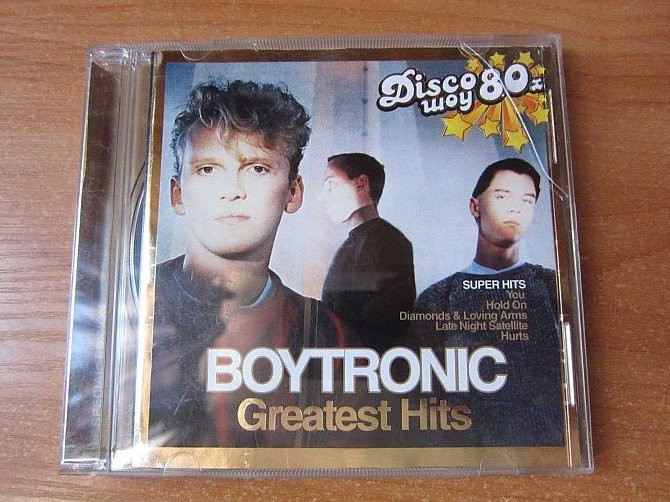 Disco 80х
шоу
SUPER HITS
You
Hold On
Diamonds & Loving Arms
Late Night Satellite
Hurts
BOYTRONIC
Greatest Hits